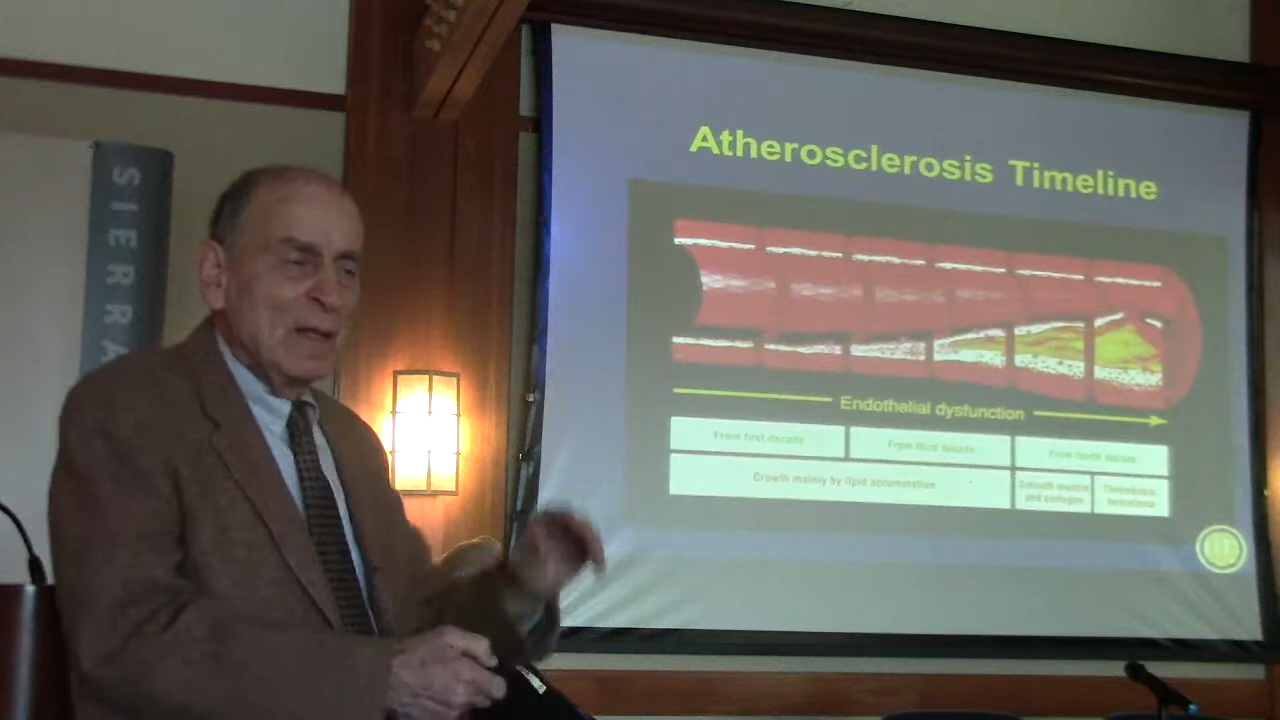 SIERRA
Atherosclerosis Timeline
Endothelial dysfunction
From first decade
From third decade
From fourth decade
Growth mainly by lipid accumulation
Smooth muscle
and collagen
Thrombosis,
hematoma